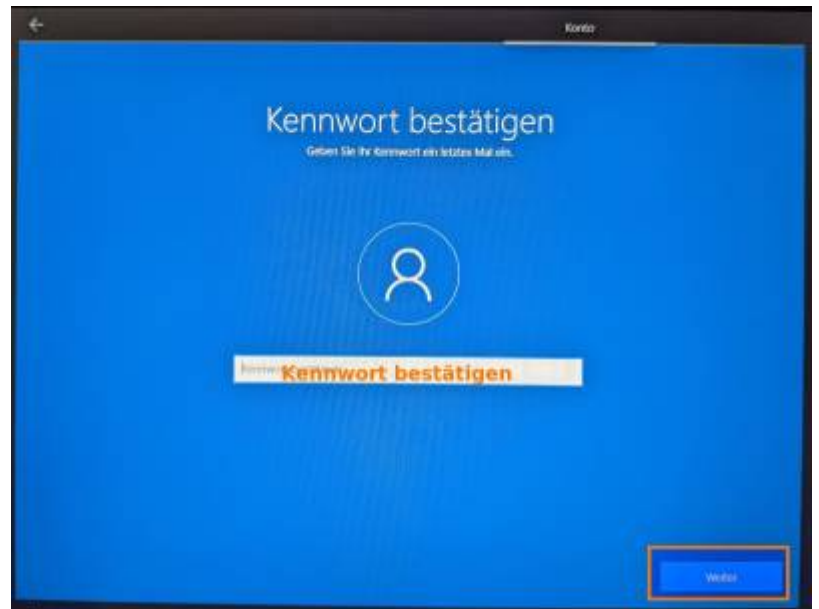 Konto
Kennwort bestätigen
Geben Sie Ihr Kennwort ein letztes Mal ein.
Kennwort bestätigen
Weiter